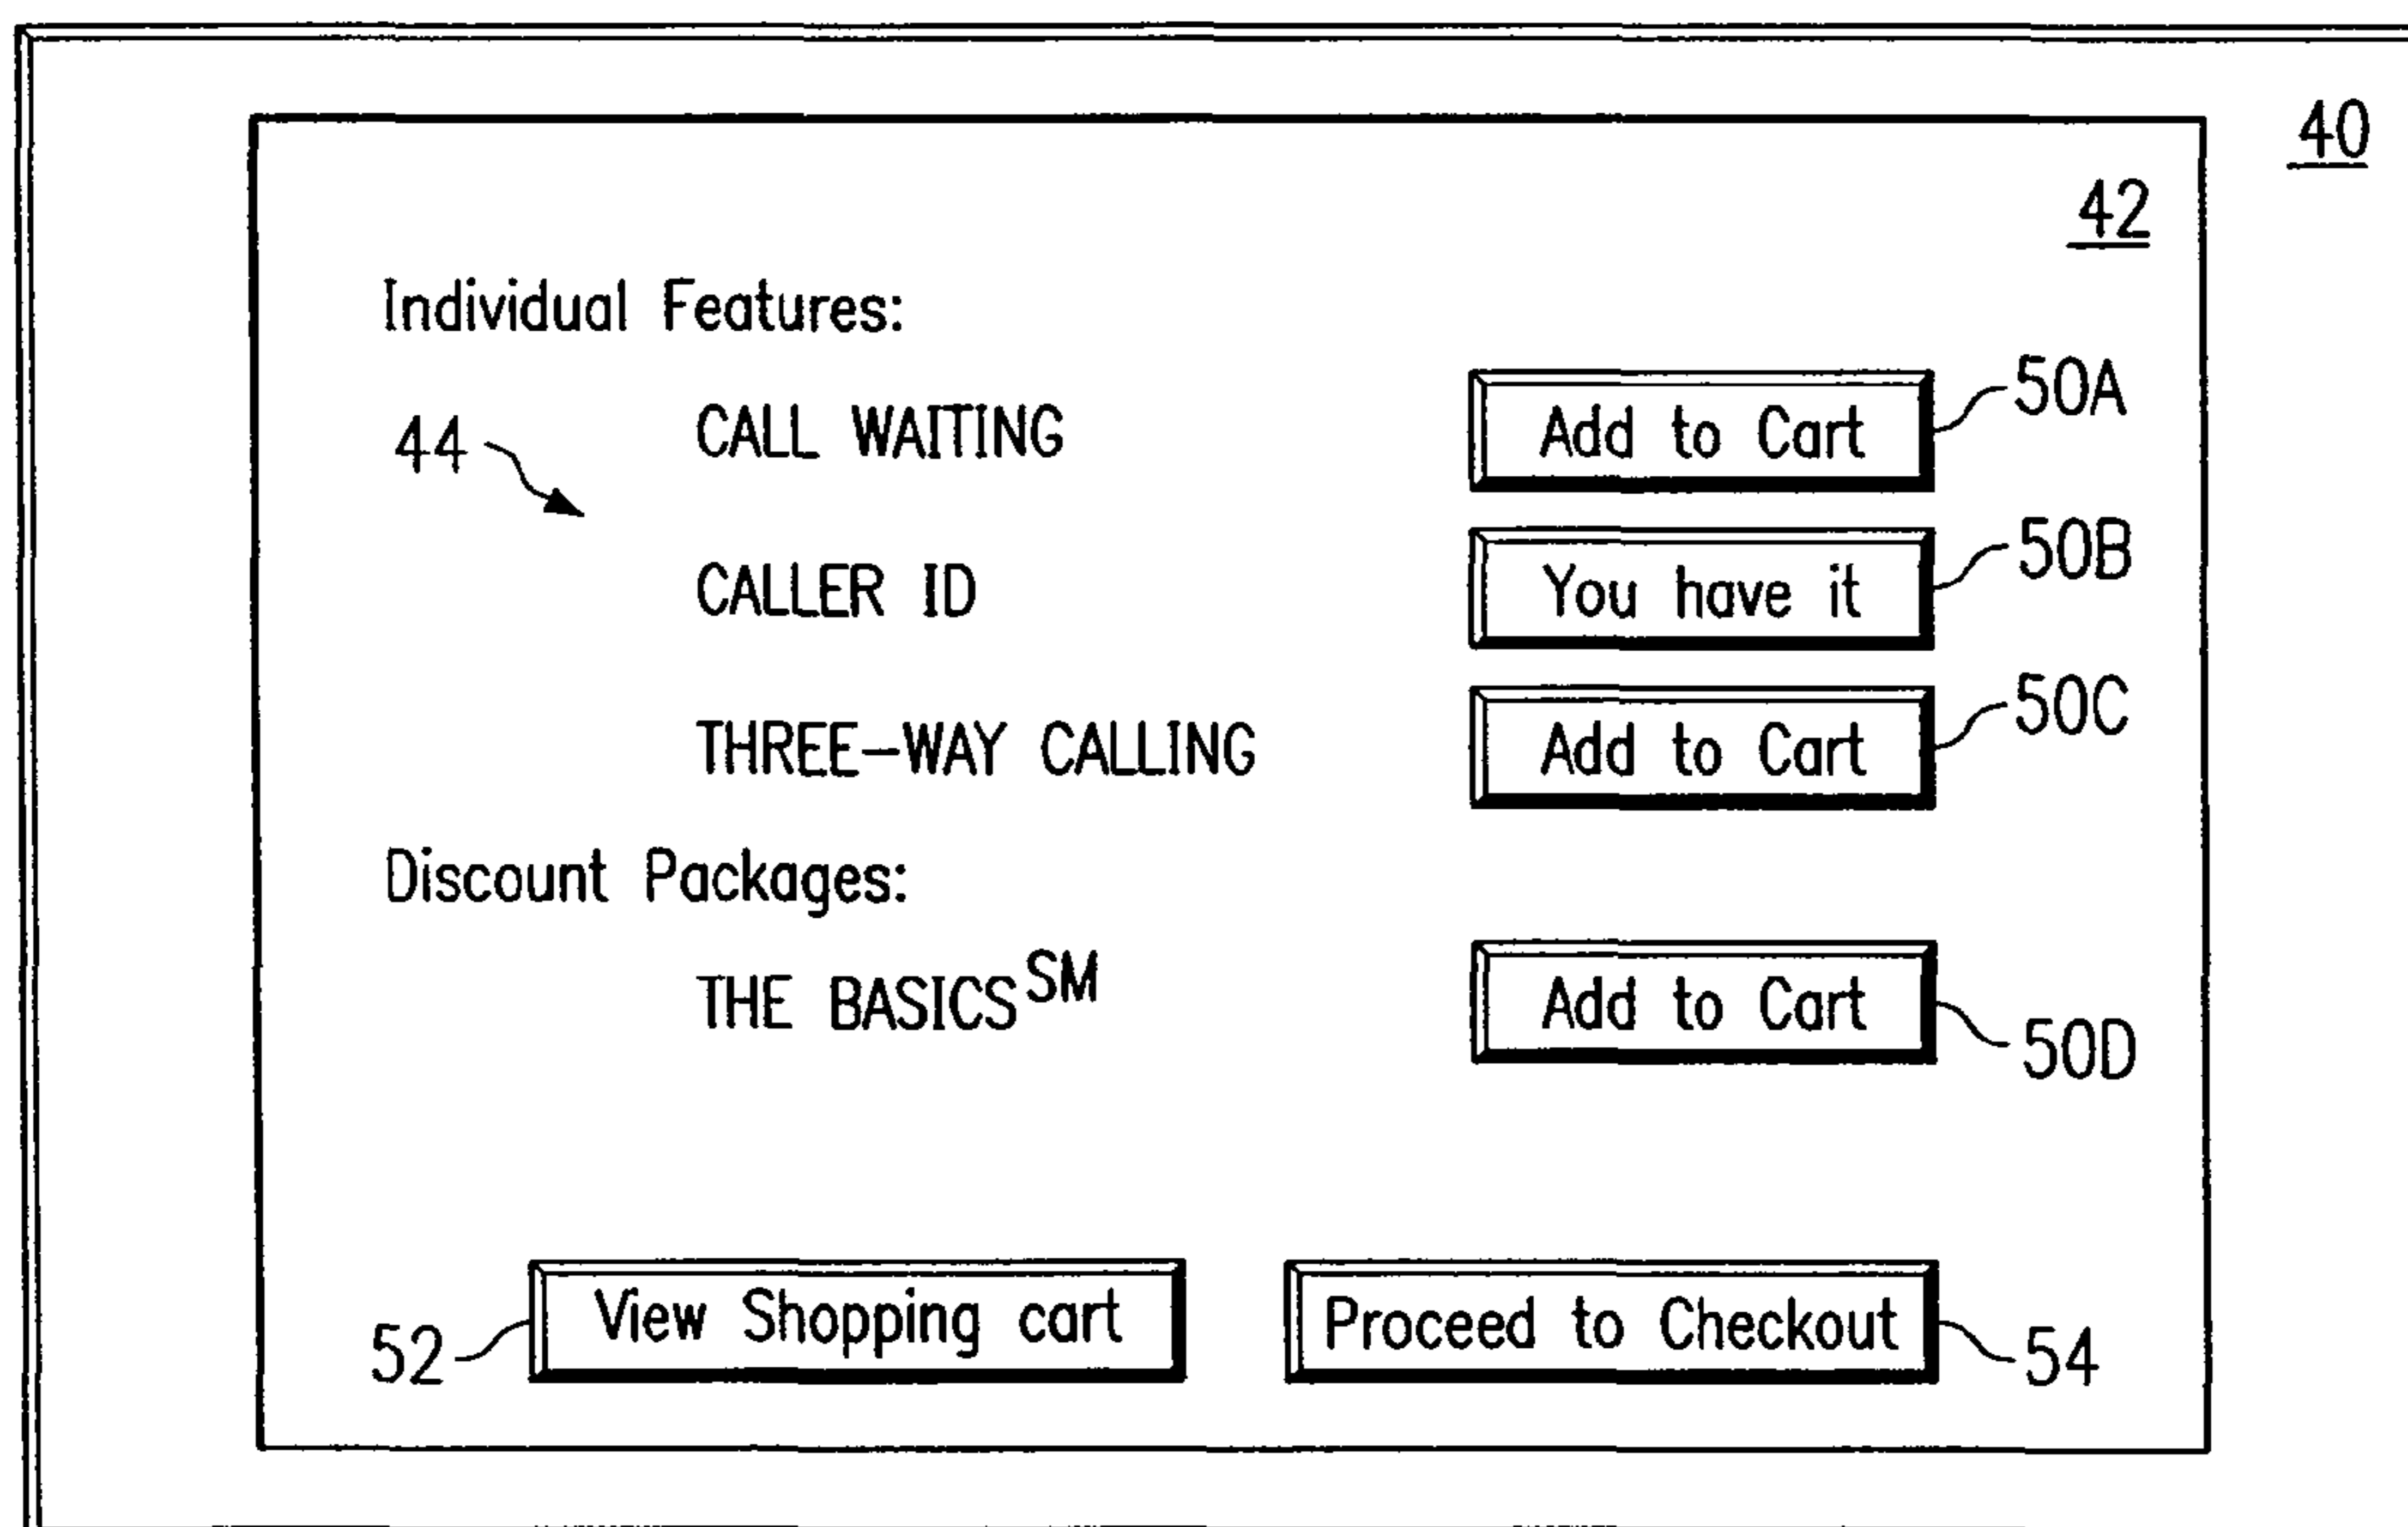 40
42
Individual Features:
CALL WAITING Add to Cart 50A
44
CALLER ID You have it 50B
THREE-WAY CALLING Add to Cart 50C
Discount Packages:
THE BASICS SM Add to Cart 50D
52 View Shopping cart Proceed to Checkout 54